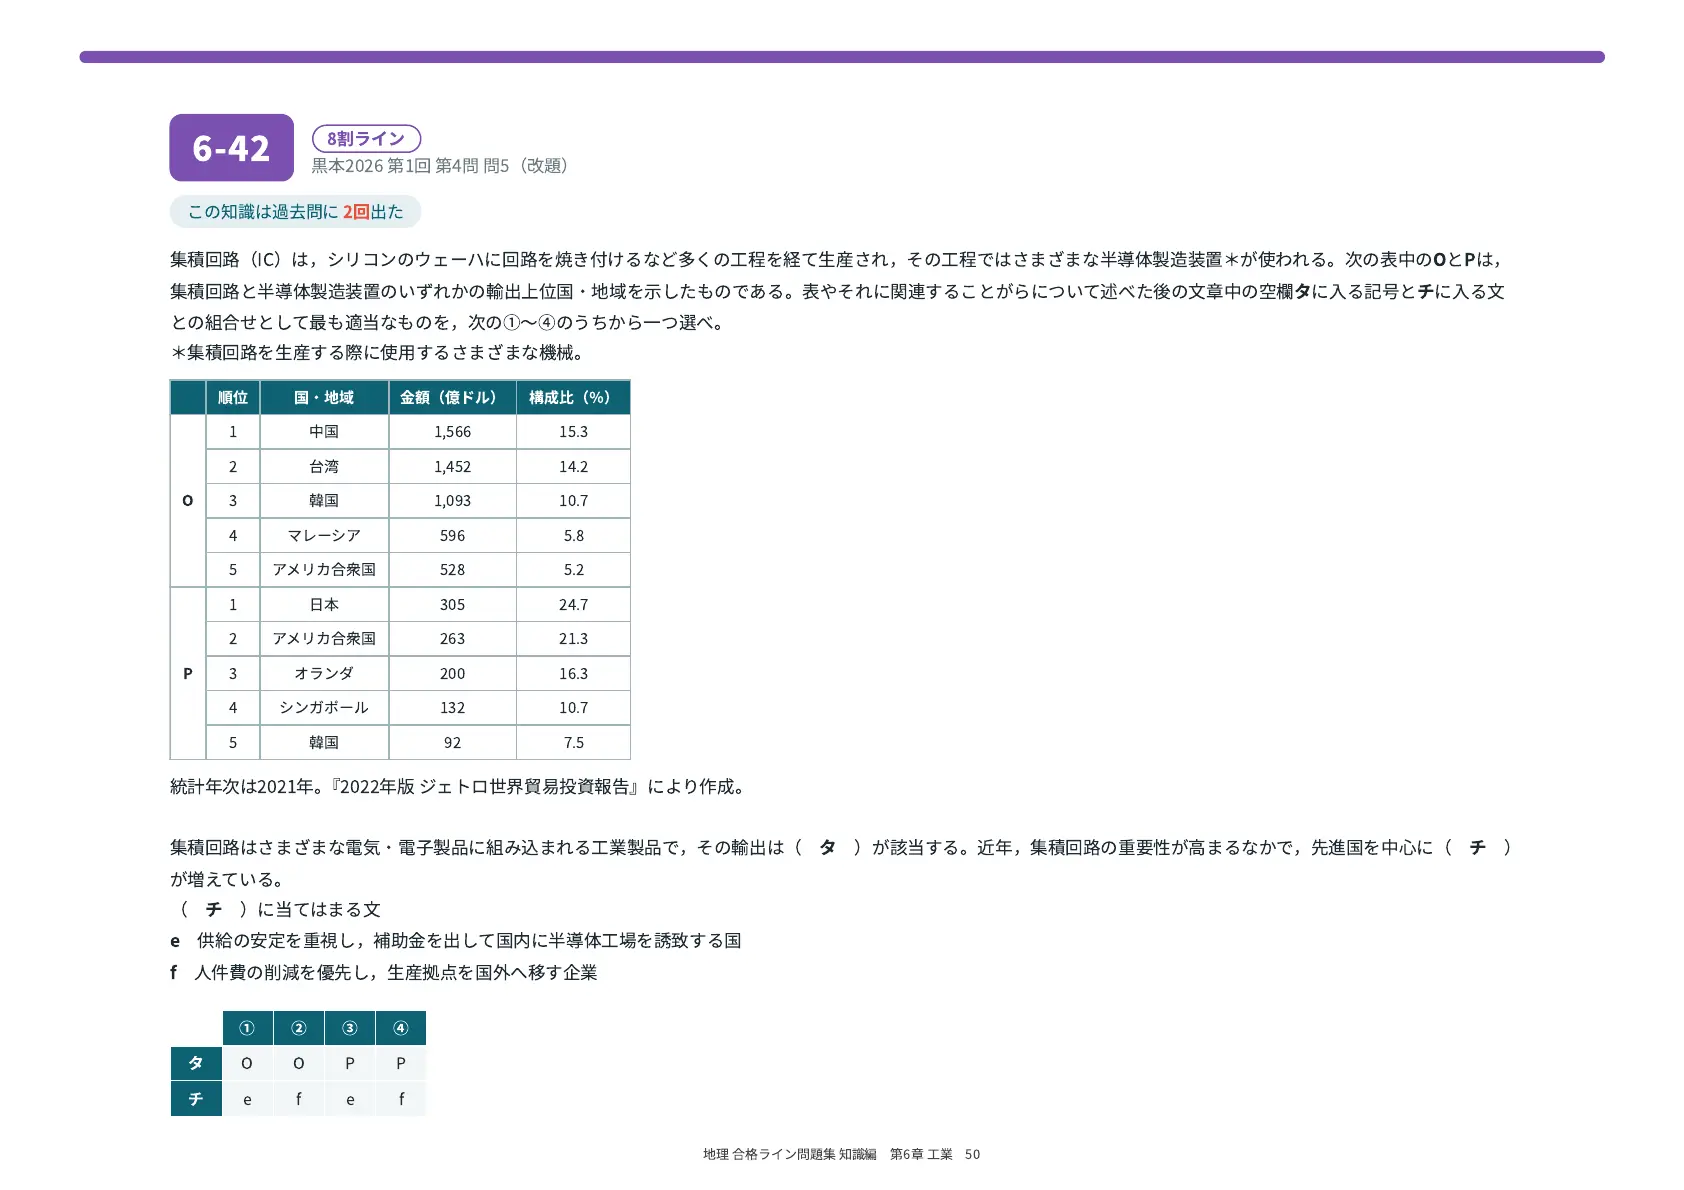 6-42
8割ライン
黒本2026 第1回 第4問 問5（改題）
この知識は過去問に 2回出た
集積回路（IC）は，シリコンのウェーハに回路を焼き付けるなど多くの工程を経て生産され，その工程ではさまざまな半導体製造装置＊が使われる。次の表中のOとPは，
集積回路と半導体製造装置のいずれかの輸出上位国・地域を示したものである。表やそれに関連することがらについて述べた後の文章中の空欄タに入る記号とチに入る文
との組合せとして最も適当なものを，次の①～④のうちから一つ選べ。
＊集積回路を生産する際に使用するさまざまな機械。
順位 国・地域 金額（億ドル） 構成比（%）
O
1 中国 1,566 15.3
2 台湾 1,452 14.2
3 韓国 1,093 10.7
4 マレーシア 596 5.8
5 アメリカ合衆国 528 5.2
P
1 日本 305 24.7
2 アメリカ合衆国 263 21.3
3 オランダ 200 16.3
4 シンガポール 132 10.7
5 韓国 92 7.5
統計年次は2021年。『2022年版 ジェトロ世界貿易投資報告』により作成。
集積回路はさまざまな電気・電子製品に組み込まれる工業製品で，その輸出は（　タ　）が該当する。近年，集積回路の重要性が高まるなかで，先進国を中心に（　チ　）
が増えている。
（　チ　）に当てはまる文
e　供給の安定を重視し，補助金を出して国内に半導体工場を誘致する国
f　人件費の削減を優先し，生産拠点を国外へ移す企業
① ② ③ ④
タ O O P P
チ e f e f
地理 合格ライン問題集 知識編　第6章 工業　50